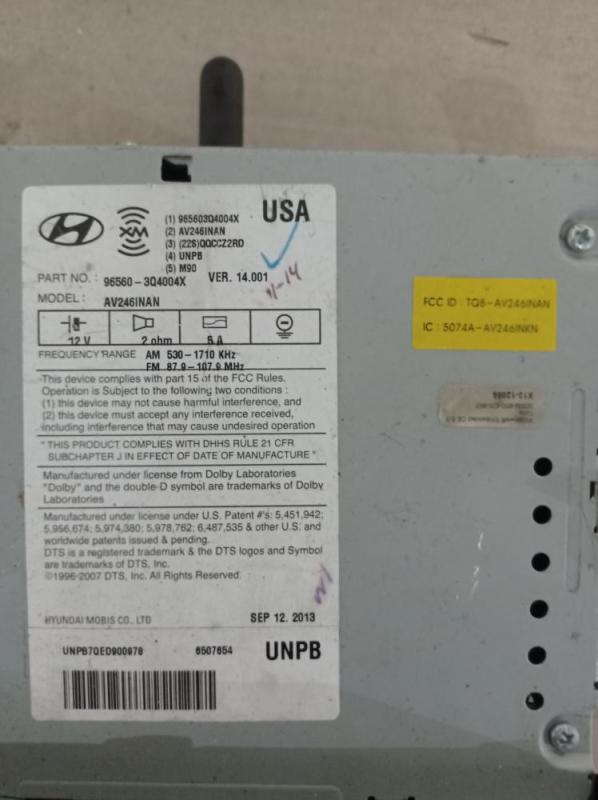 XM
(1) 965603Q4004X
(2) AV246INAN
(3) (22S)QQCCZ2RD
(4) UNPB
(5) M90
USA
PART NO. : 96560-3Q4004X VER. 14.001
11-14
MODEL : AV246INAN
12 V 2 ohm 5 A
FREQUENCY RANGE AM 530-1710 KHz
FM 87.9-107.9 MHz
This device complies with part 15 of the FCC Rules.
Operation is Subject to the following two conditions :
(1) this device may not cause harmful interference, and
(2) this device must accept any interference received,
including interference that may cause undesired operation
" THIS PRODUCT COMPLIES WITH DHHS RULE 21 CFR
SUBCHAPTER J IN EFFECT OF DATE OF MANUFACTURE "
Manufactured under license from Dolby Laboratories
"Dolby" and the double-D symbol are trademarks of Dolby
Laboratories
Manufactured under license under U.S. Patent #'s: 5,451,942;
5,956,674; 5,974,380; 5,978,762; 6,487,535 & other U.S. and
worldwide patents issued & pending.
DTS is a registered trademark & the DTS logos and Symbol
are trademarks of DTS, Inc.
©1996-2007 DTS, Inc. All Rights Reserved.
HYUNDAI MOBIS CO., LTD SEP 12. 2013
UNPB7QED900978 6507654 UNPB
FCC ID : TQ8-AV246INAN
IC : 5074A-AV246INKN